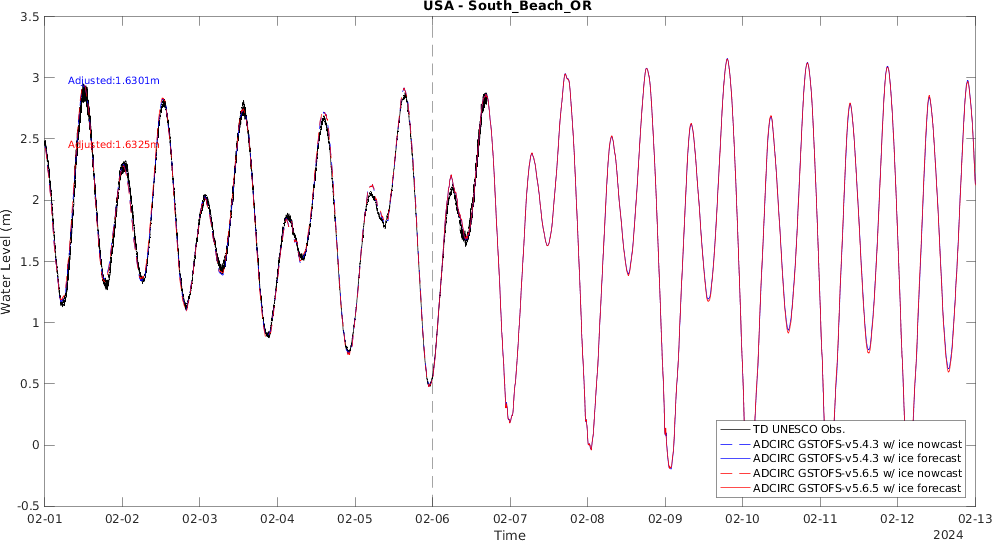 USA - South_Beach_OR
3.5
3
2.5
2
1.5
1
0.5
0
-0.5
Water Level (m)
Adjusted:1.6301m
Adjusted:1.6325m
TD UNESCO Obs.
ADCIRC GSTOFS-v5.4.3 w/ ice nowcast
ADCIRC GSTOFS-v5.4.3 w/ ice forecast
ADCIRC GSTOFS-v5.6.5 w/ ice nowcast
ADCIRC GSTOFS-v5.6.5 w/ ice forecast
02-01 02-02 02-03 02-04 02-05 02-06 02-07 02-08 02-09 02-10 02-11 02-12 02-13
Time
2024